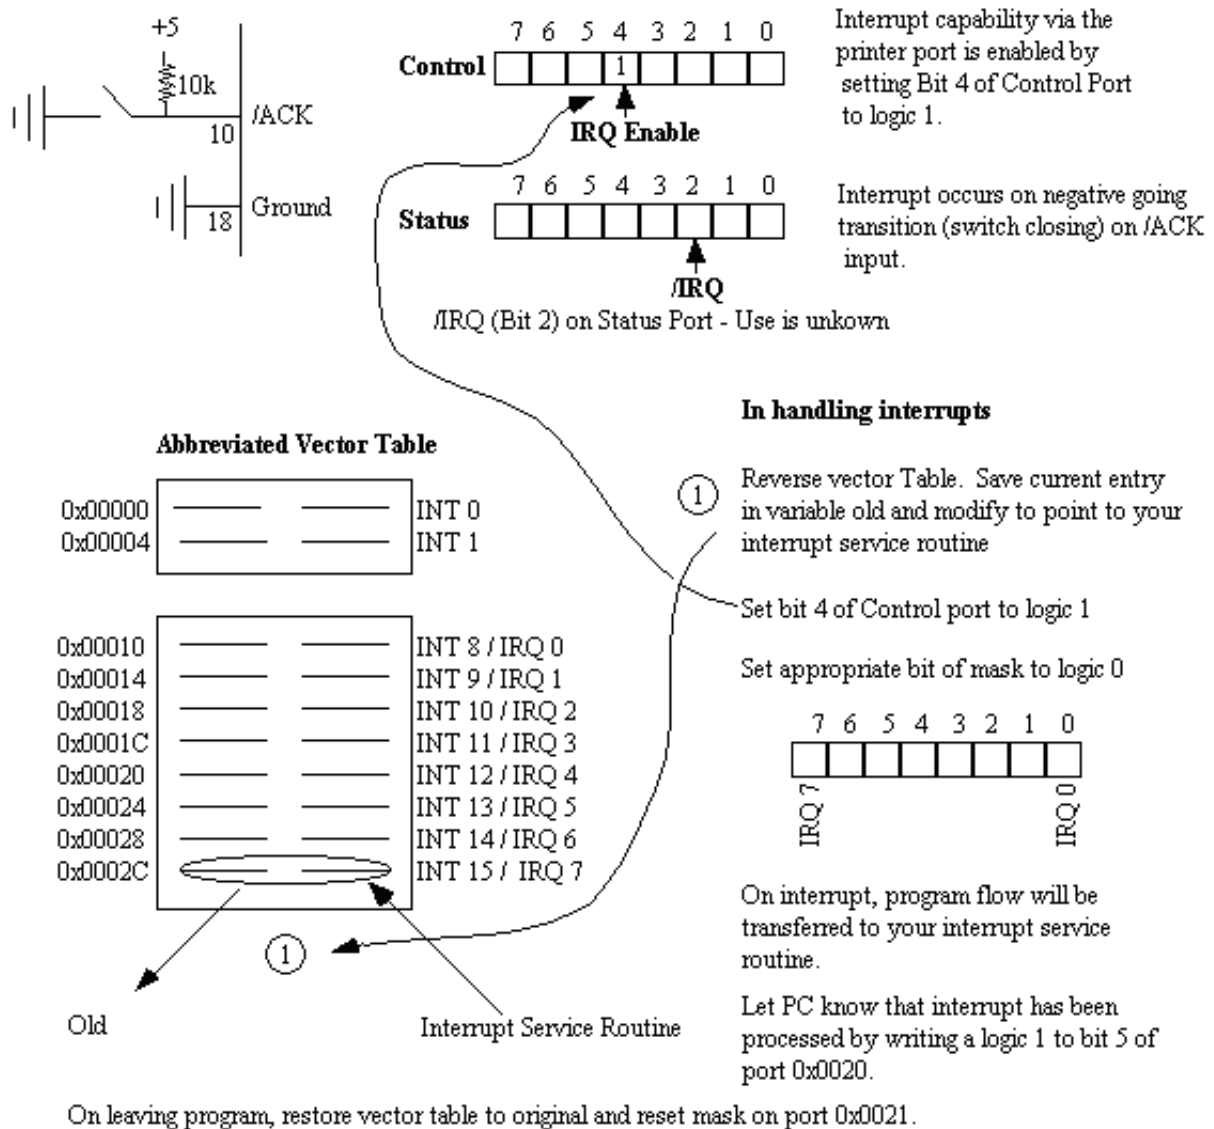 +5
10k
/ACK
10
Ground
18
7 6 5 4 3 2 1 0
Control 1
IRQ Enable
7 6 5 4 3 2 1 0
Status
/IRQ
/IRQ (Bit 2) on Status Port - Use is unkown
Interrupt capability via the
printer port is enabled by
setting Bit 4 of Control Port
to logic 1.
Interrupt occurs on negative going
transition (switch closing) on /ACK
input.
Abbreviated Vector Table
0x00000 INT 0
0x00004 INT 1
0x00010 INT 8 / IRQ 0
0x00014 INT 9 / IRQ 1
0x00018 INT 10 / IRQ 2
0x0001C INT 11 / IRQ 3
0x00020 INT 12 / IRQ 4
0x00024 INT 13 / IRQ 5
0x00028 INT 14 / IRQ 6
0x0002C INT 15 / IRQ 7
1
Old
Interrupt Service Routine
In handling interrupts
1
Reverse vector Table. Save current entry
in variable old and modify to point to your
interrupt service routine
Set bit 4 of Control port to logic 1
Set appropriate bit of mask to logic 0
7 6 5 4 3 2 1 0
IRQ 7
IRQ 0
On interrupt, program flow will be
transferred to your interrupt service
routine.
Let PC know that interrupt has been
processed by writing a logic 1 to bit 5 of
port 0x0020.
On leaving program, restore vector table to original and reset mask on port 0x0021.